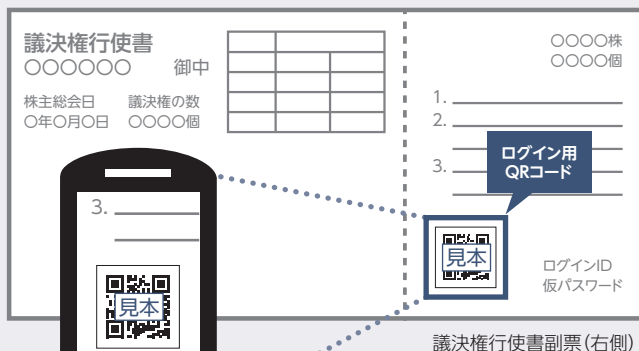 議決権行使書
○○○○○○　御中
株主総会日　議決権の数
○年○月○日　○○○○個
○○○○株
○○○○個
1.
2.
3.
ログイン用
QRコード
見本
ログインID
仮パスワード
3.
見本
議決権行使書副票(右側)